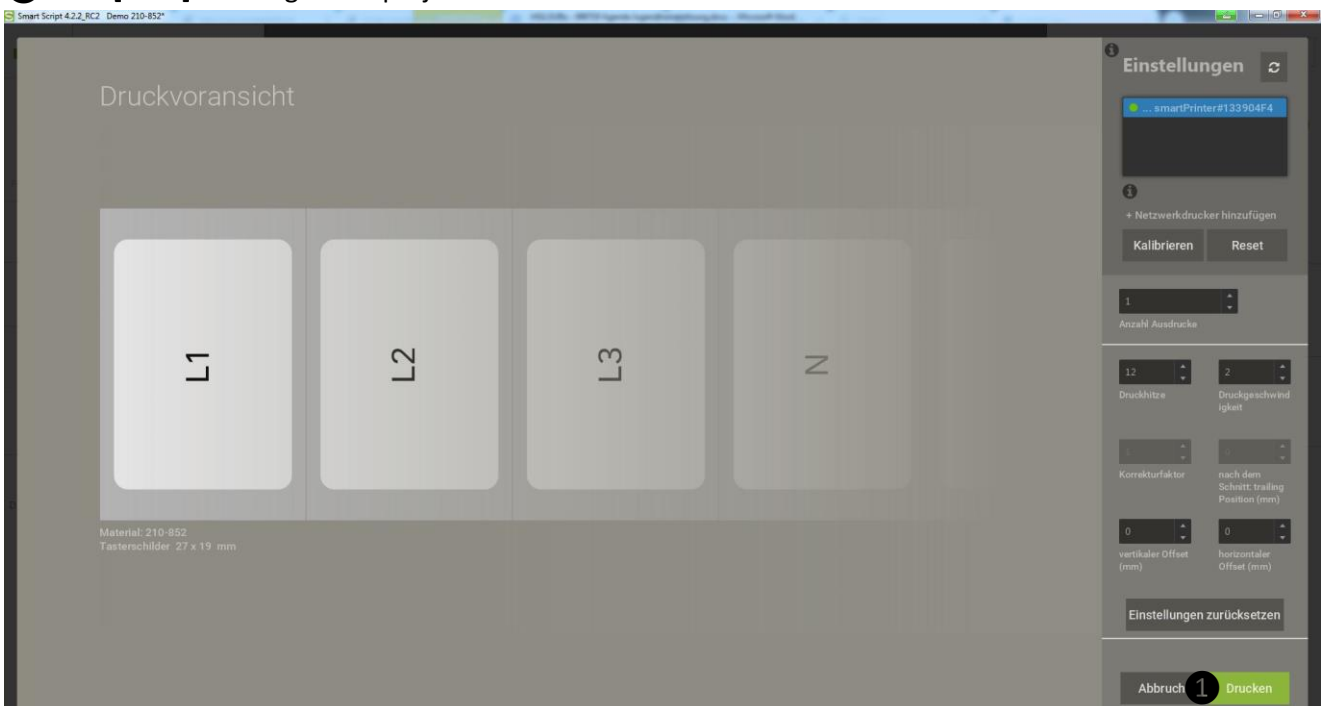 Smart Script 4.2.2_RC2 Demo 210-852*
Druckvoransicht
L1
L2
L3
N
Material: 210-852
Tasterschilder 27 x 19 mm
Einstellungen
... smartPrinter#133904F4
+ Netzwerkdrucker hinzufügen
Kalibrieren Reset
1
Anzahl Ausdrucke
12 2
Druckhitze Druckgeschwind
igkeit
Korrekturfaktor nach dem
Schnitt: trailing
Position (mm)
0 0
vertikaler Offset horizontaler
(mm) Offset (mm)
Einstellungen zurücksetzen
Abbruch 1 Drucken